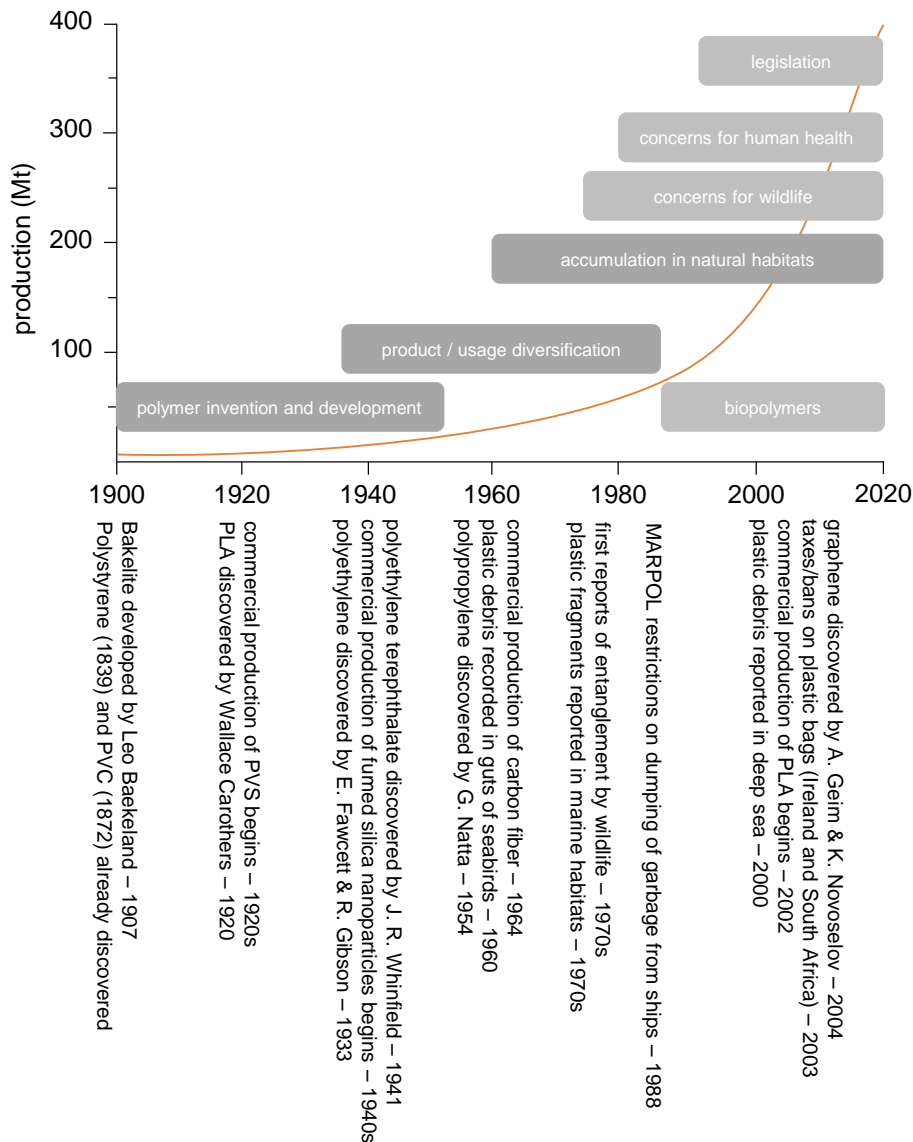 400
300
200
100
production (Mt)
legislation
concerns for human health
concerns for wildlife
accumulation in natural habitats
product / usage diversification
polymer invention and development
biopolymers
1900
1920
1940
1960
1980
2000
2020
Bakelite developed by Leo Baekeland – 1907
Polystyrene (1839) and PVC (1872) already discovered
commercial production of PVS begins – 1920s
PLA discovered by Wallace Carothers – 1920
polyethylene terephthalate discovered by J. R. Whinfield – 1941
commercial production of fumed silica nanoparticles begins – 1940s
polyethylene discovered by E. Fawcett & R. Gibson – 1933
commercial production of carbon fiber – 1964
plastic debris recorded in guts of seabirds – 1960
polypropylene discovered by G. Natta – 1954
first reports of entanglement by wildlife – 1970s
plastic fragments reported in marine habitats – 1970s
MARPOL restrictions on dumping of garbage from ships – 1988
graphene discovered by A. Geim & K. Novoselov – 2004
taxes/bans on plastic bags (Ireland and South Africa) – 2003
commercial production of PLA begins – 2002
plastic debris reported in deep sea – 2000